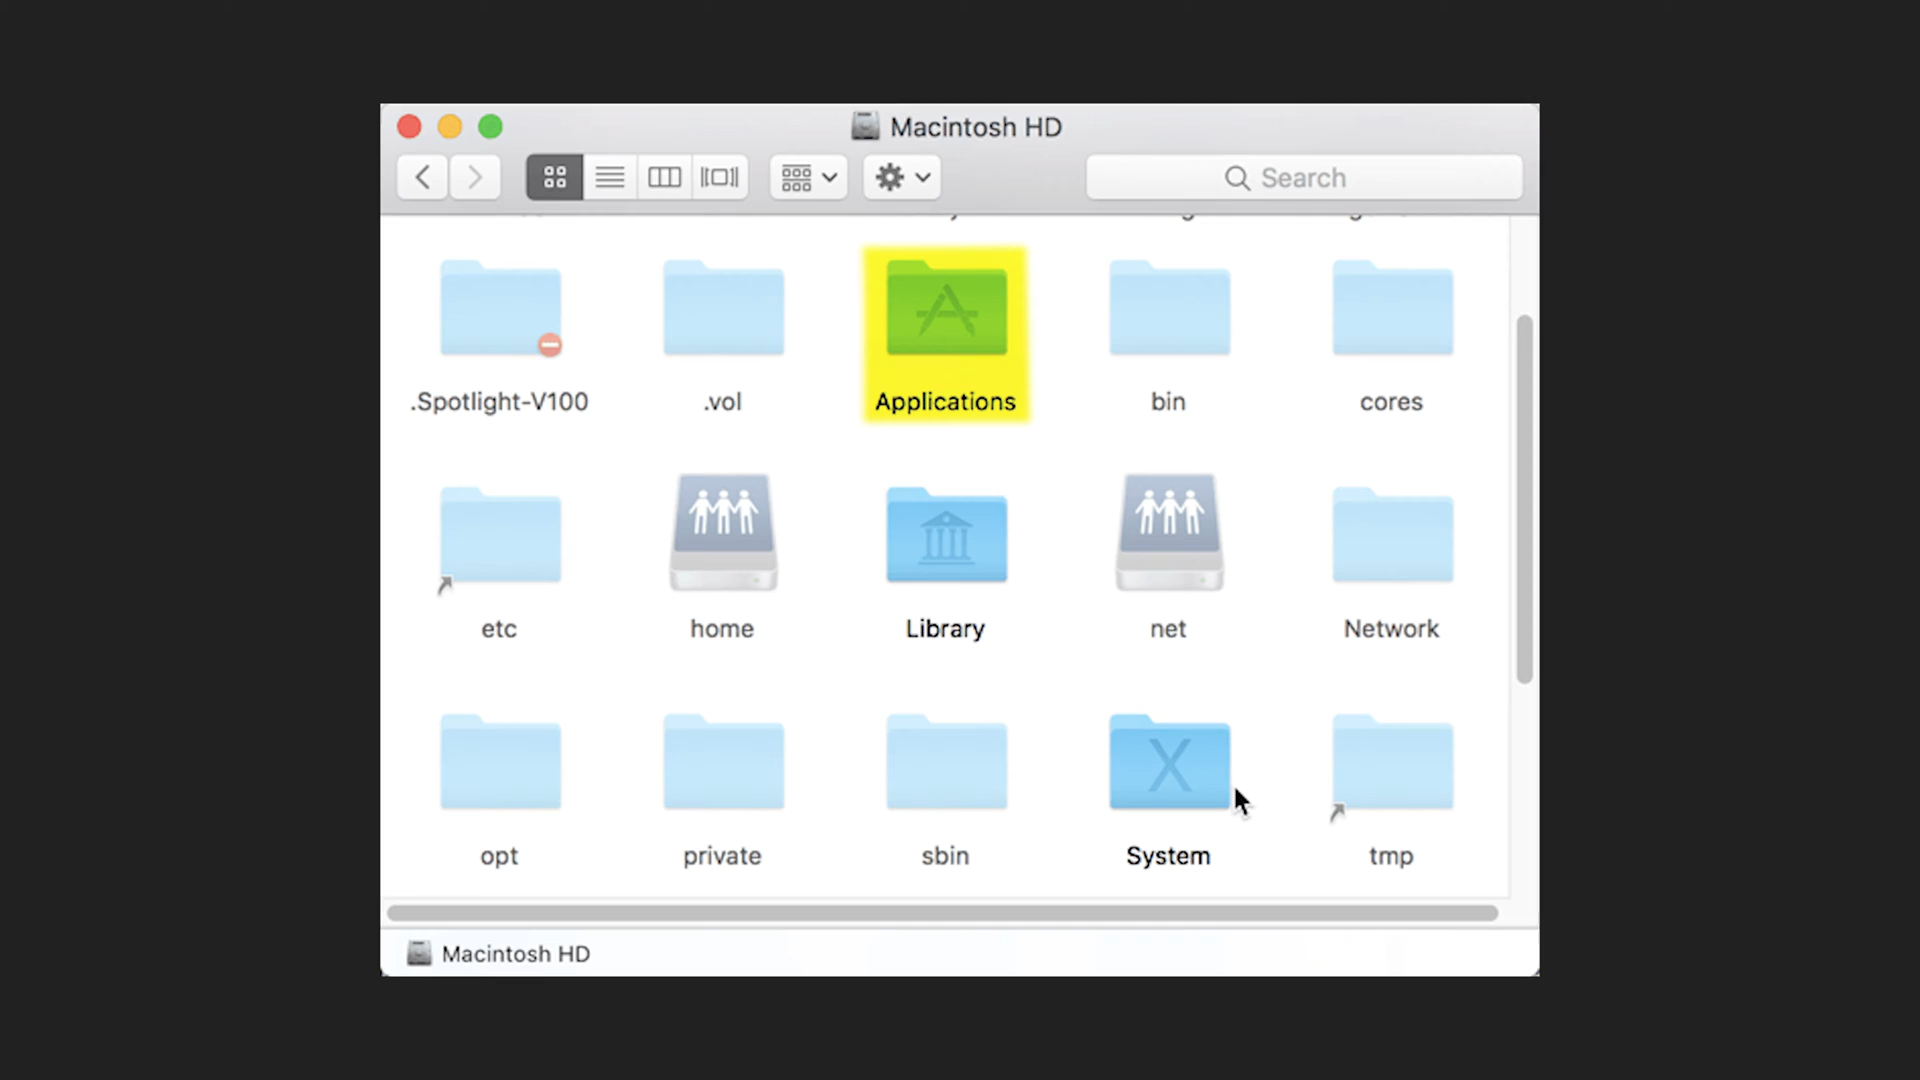 Macintosh HD
Search
.Spotlight-V100
.vol
Applications
bin
cores
etc
home
Library
net
Network
opt
private
sbin
X
System
tmp
Macintosh HD